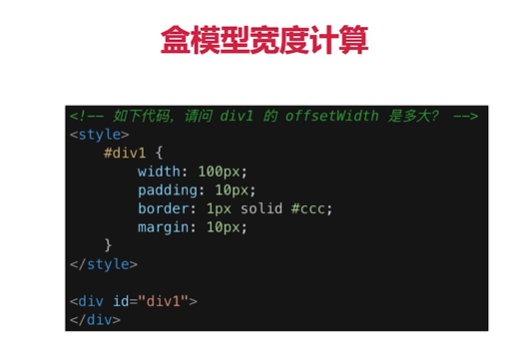 盒模型宽度计算
<!-- 如下代码, 请问 div1 的 offsetWidth 是多大? -->
<style>
    #div1 {
        width: 100px;
        padding: 10px;
        border: 1px solid #ccc;
        margin: 10px;
    }
</style>

<div id="div1">
</div>